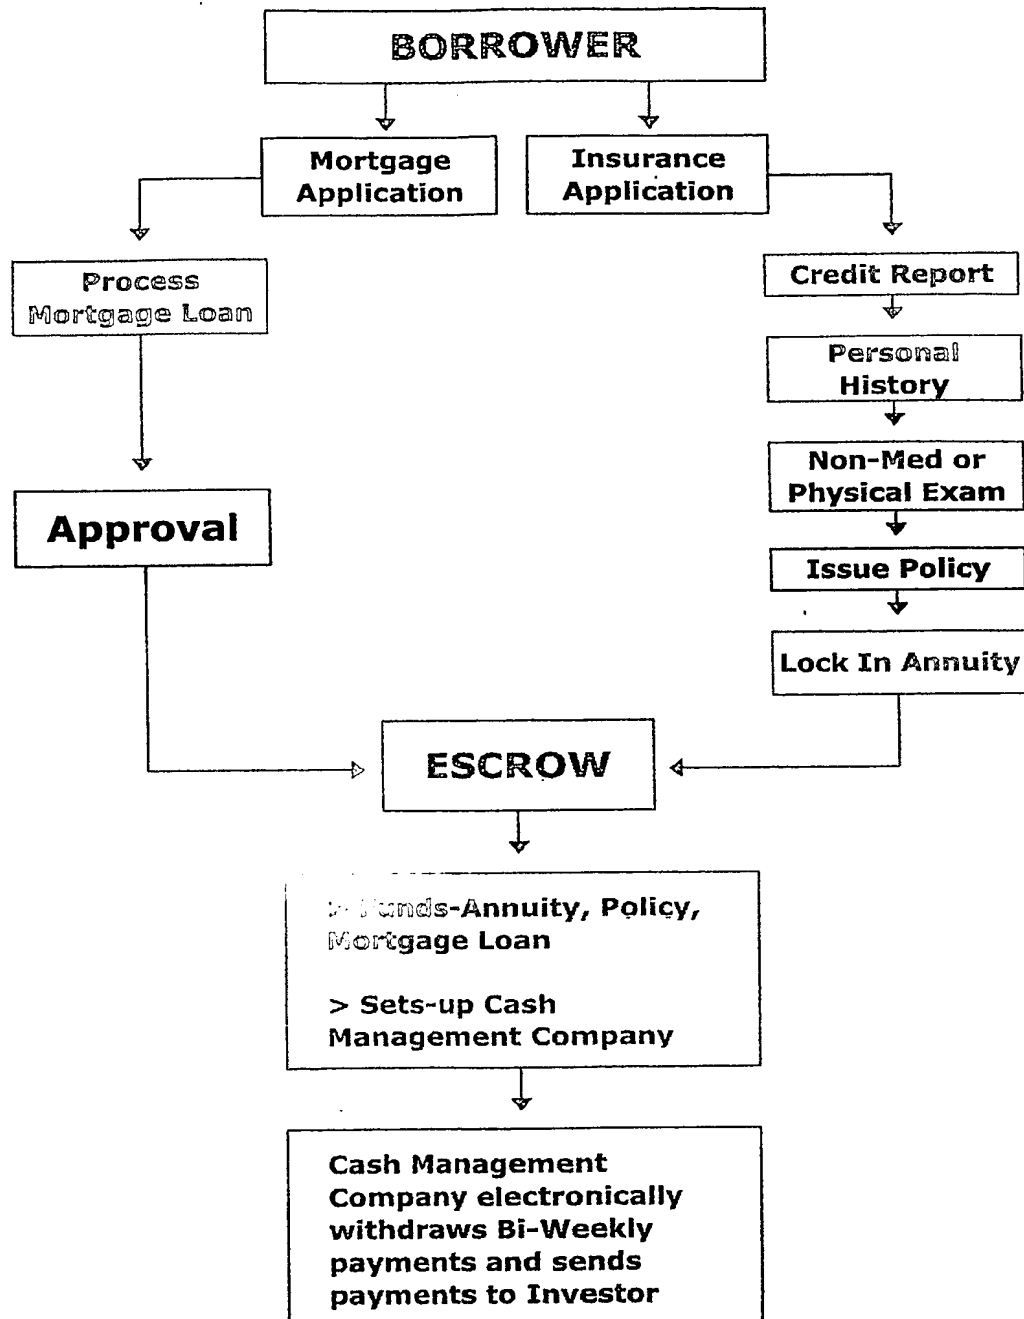 BORROWER
Mortgage
Application
Insurance
Application
Process
Mortgage Loan
Approval
Credit Report
Personal
History
Non-Med or
Physical Exam
Issue Policy
Lock In Annuity
ESCROW
> Funds-Annuity, Policy,
Mortgage Loan
> Sets-up Cash
Management Company
Cash Management
Company electronically
withdraws Bi-Weekly
payments and sends
payments to Investor